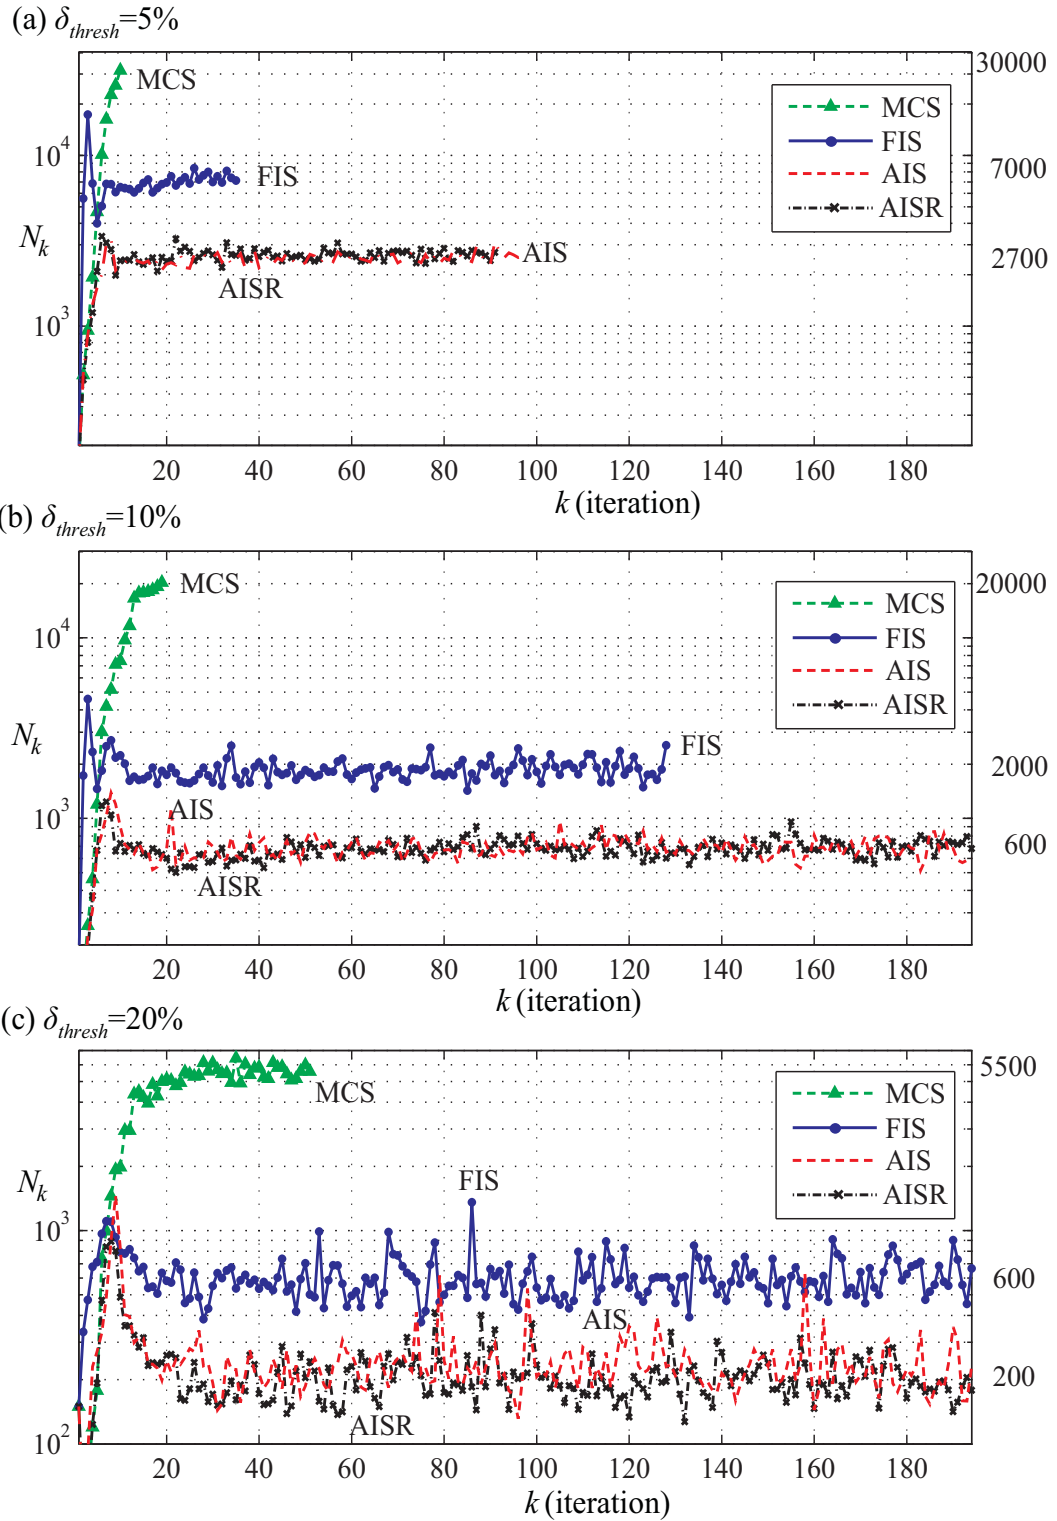 (a) δthresh=5%
MCS
FIS
AIS
AISR
MCS
FIS
AIS
AISR
30000
7000
2700
10^4
10^3
N_k
20 40 60 80 100 120 140 160 180
k (iteration)
(b) δthresh=10%
MCS
FIS
AIS
AISR
MCS
FIS
AIS
AISR
20000
2000
600
10^4
10^3
N_k
20 40 60 80 100 120 140 160 180
k (iteration)
(c) δthresh=20%
MCS
FIS
AIS
AISR
MCS
FIS
AIS
AISR
5500
600
200
10^3
10^2
N_k
20 40 60 80 100 120 140 160 180
k (iteration)